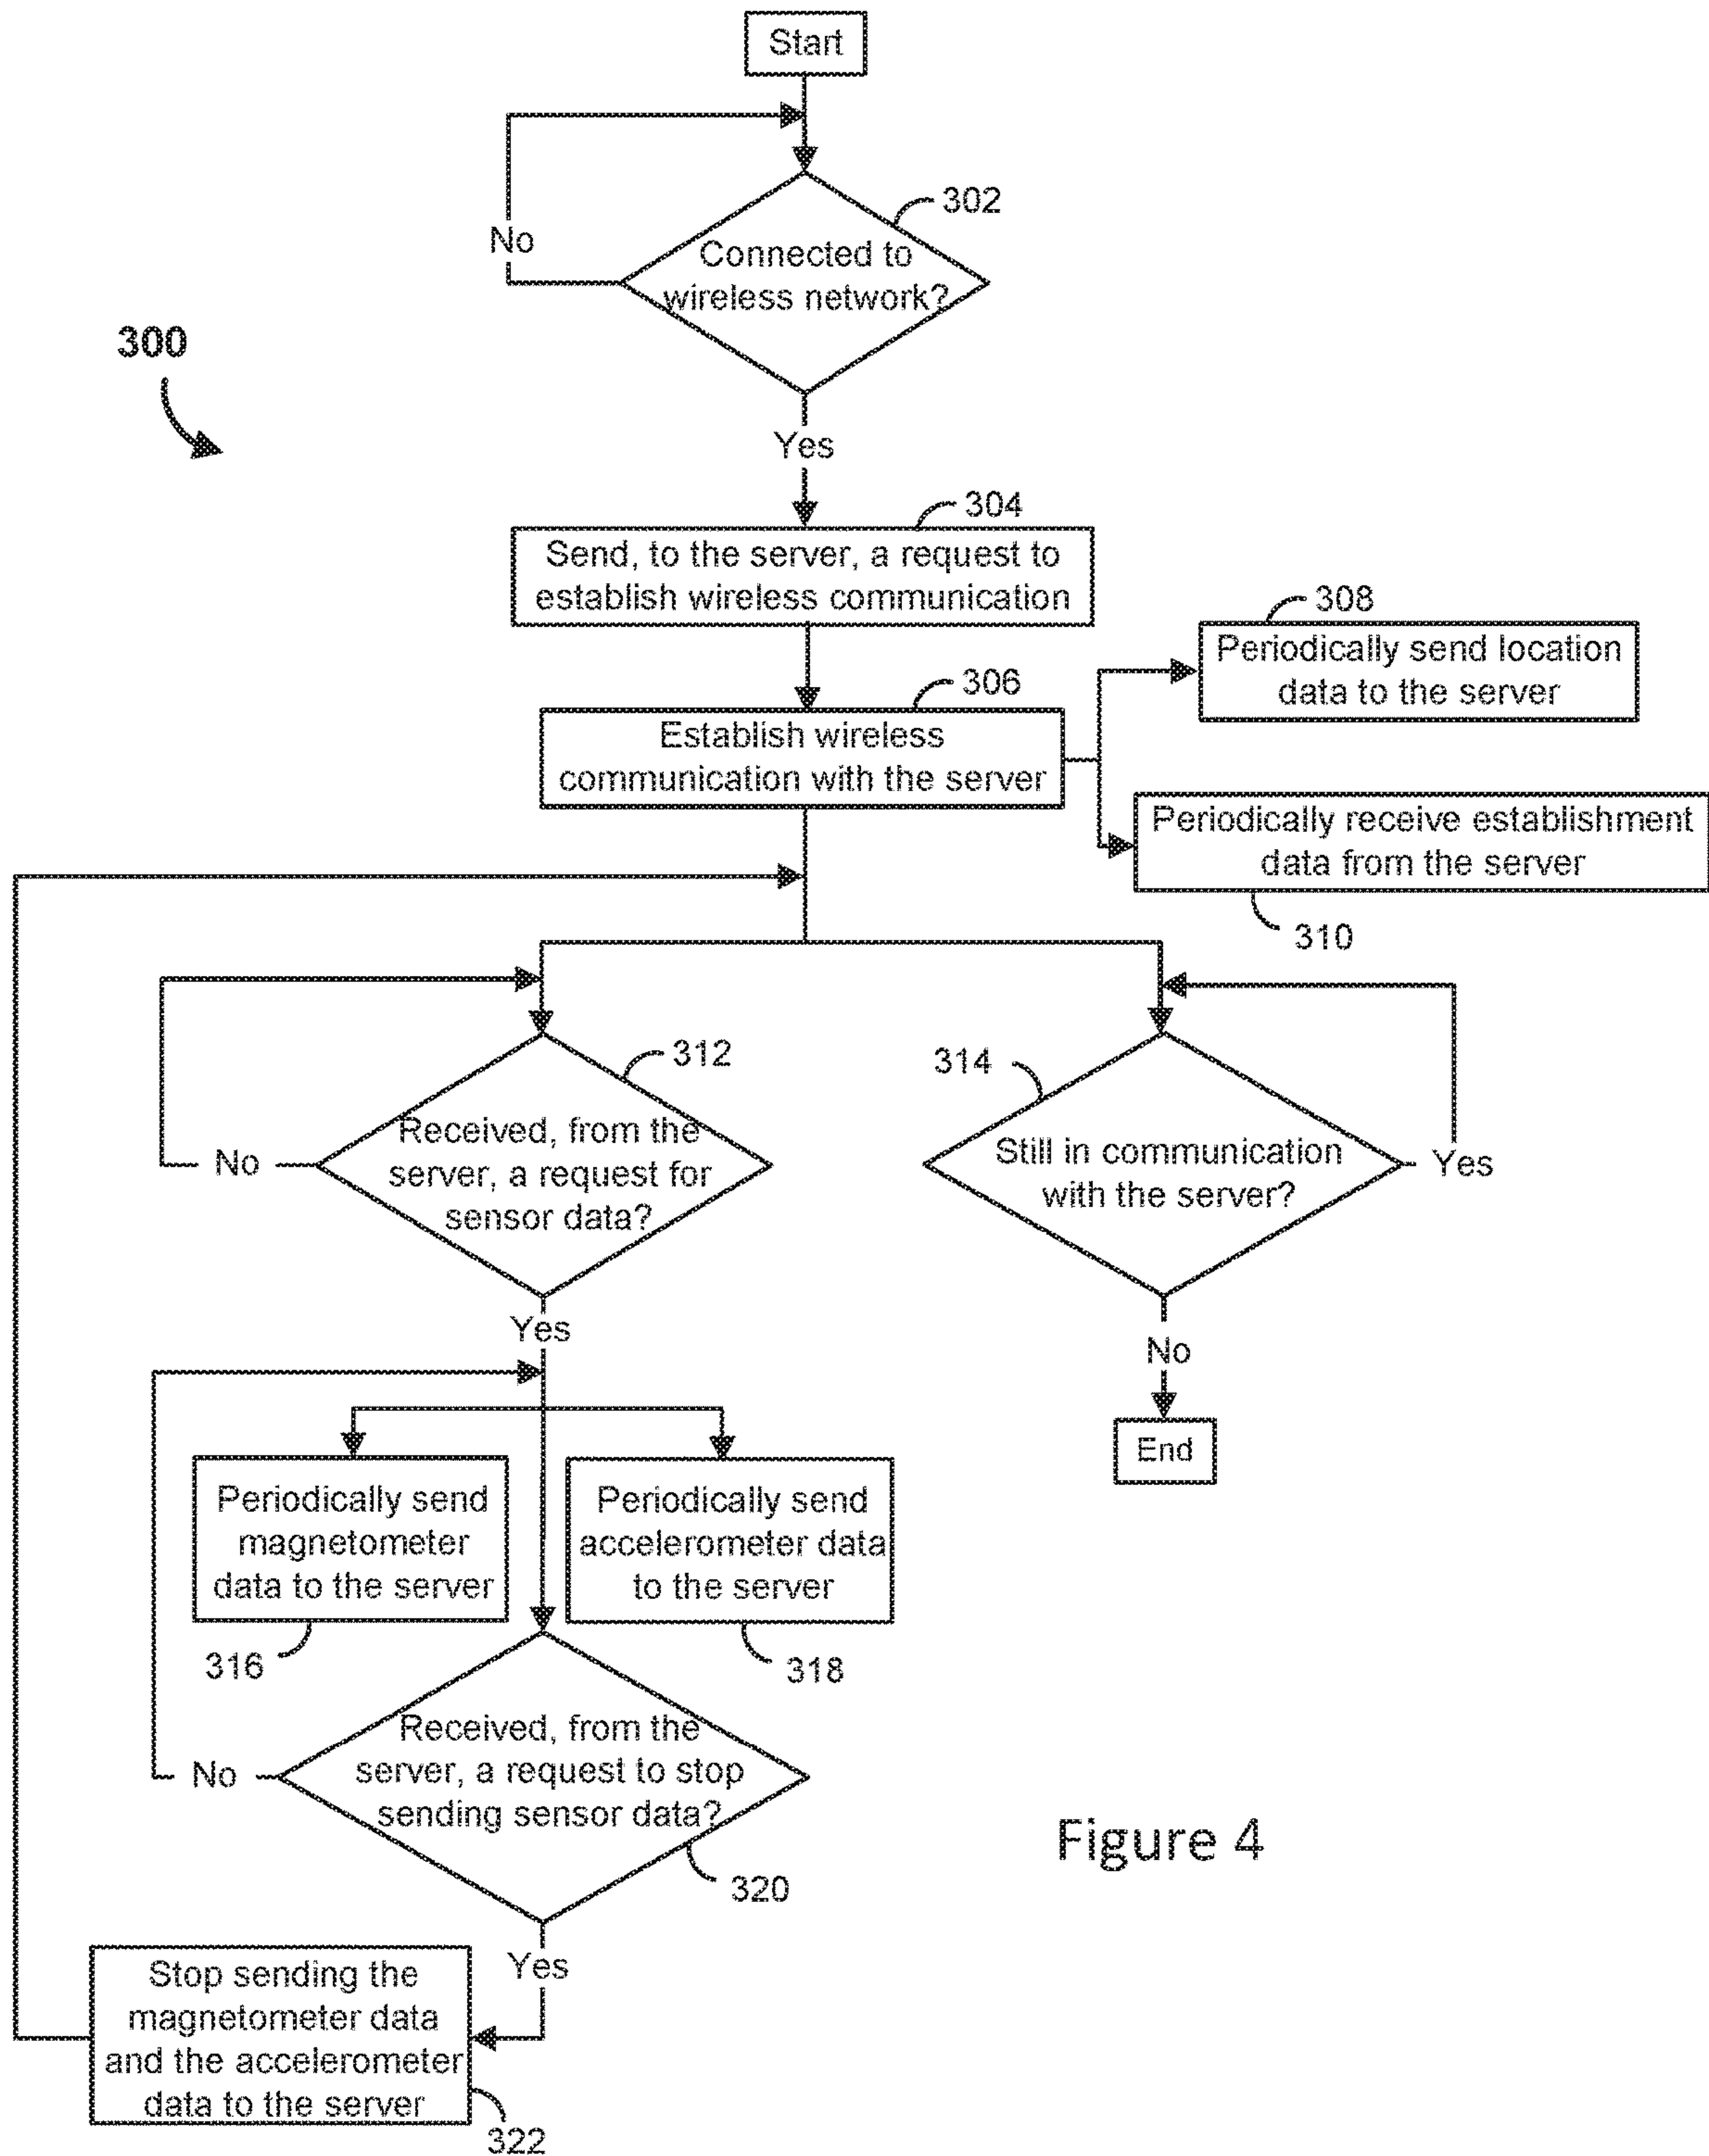 Start
302
No
Connected to
wireless network?
300
Yes
304
Send, to the server, a request to
establish wireless communication
308
Periodically send location
data to the server
306
Establish wireless
communication with the server
Periodically receive establishment
data from the server
310
312
314
Received, from the
server, a request for
sensor data?
No
Still in communication
with the server?
Yes
Yes
No
End
Periodically send
magnetometer
data to the server
Periodically send
accelerometer data
to the server
316
318
Received, from the
server, a request to stop
sending sensor data?
No
Figure 4
320
Yes
Stop sending the
magnetometer data
and the accelerometer
data to the server
322